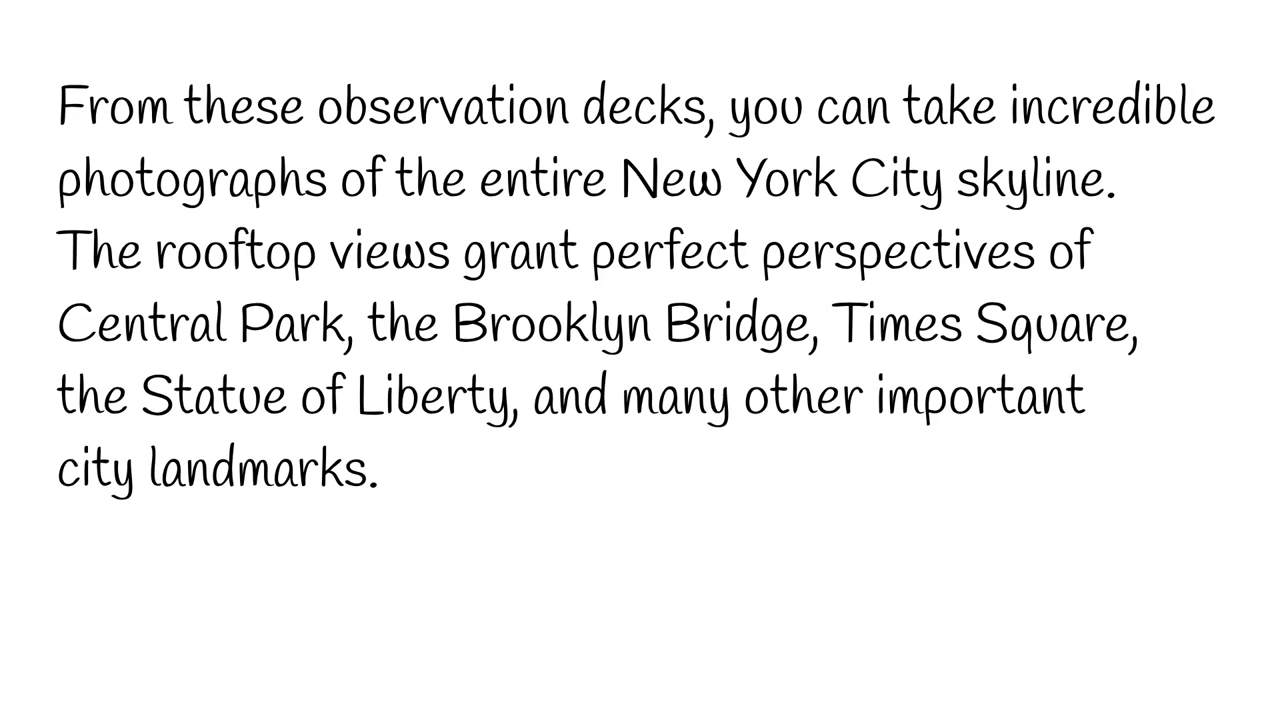 From these observation decks, you can take incredible
photographs of the entire New York City skyline.
The rooftop views grant perfect perspectives of
Central Park, the Brooklyn Bridge, Times Square,
the Statue of Liberty, and many other important
city landmarks.